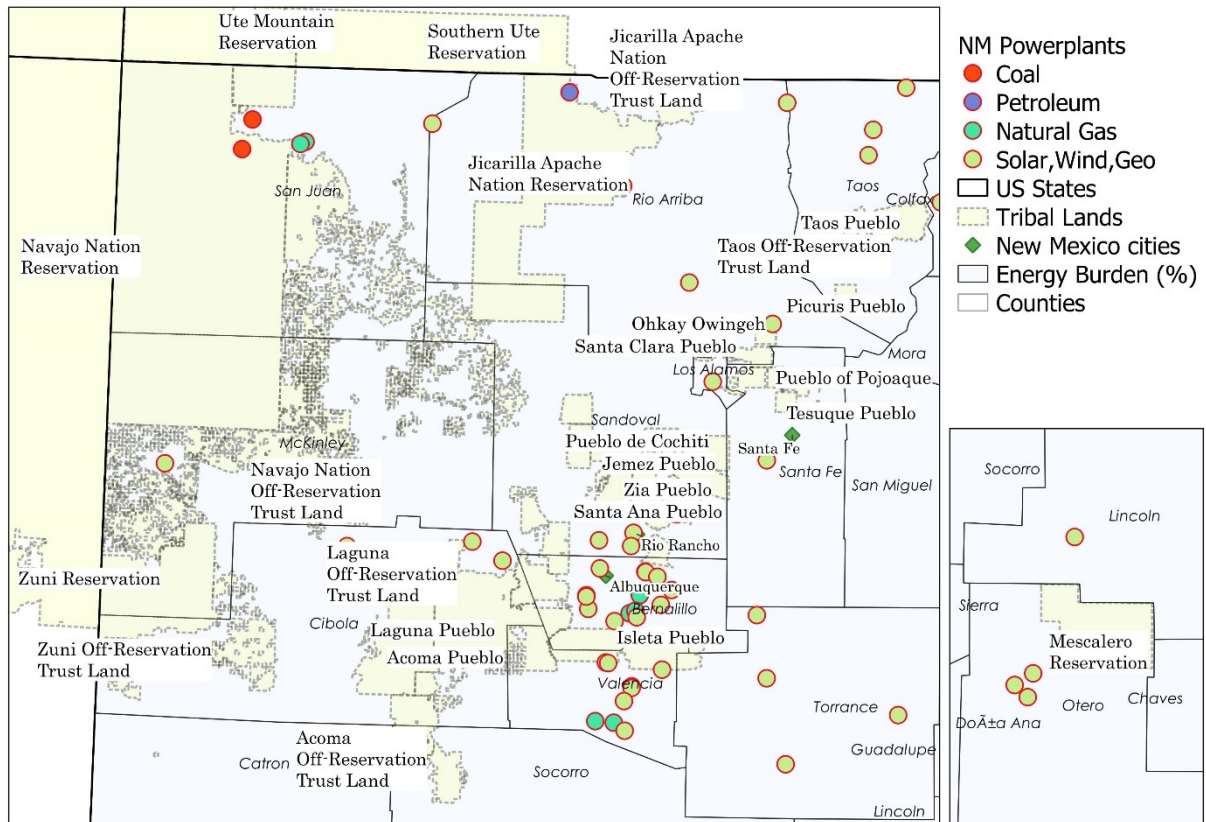 Ute Mountain
Reservation
Southern Ute
Reservation
Jicarilla Apache
Nation
Off-Reservation
Trust Land
San Juan
Jicarilla Apache
Nation Reservation
Rio Arriba
Taos
Colfax
Navajo Nation
Reservation
Taos Pueblo
Taos Off-Reservation
Trust Land
Picuris Pueblo
Ohkay Owingeh
Santa Clara Pueblo
Mora
Los Alamos
Pueblo of Pojoaque
Tesuque Pueblo
Sandoval
McKinley
Pueblo de Cochiti
Jemez Pueblo
Santa Fe
Santa Fe
San Miguel
Navajo Nation
Off-Reservation
Trust Land
Zia Pueblo
Santa Ana Pueblo
Rio Rancho
Zuni Reservation
Laguna
Off-Reservation
Trust Land
Albuquerque
Bernalillo
Cibola
Laguna Pueblo
Isleta Pueblo
Zuni Off-Reservation
Trust Land
Acoma Pueblo
Valencia
Torrance
Guadalupe
Acoma
Off-Reservation
Trust Land
Catron
Socorro
Lincoln
NM Powerplants
Coal
Petroleum
Natural Gas
Solar,Wind,Geo
US States
Tribal Lands
New Mexico cities
Energy Burden (%)
Counties
Socorro
Lincoln
Sierra
Mescalero
Reservation
Chaves
Otero
DoÃ±a Ana